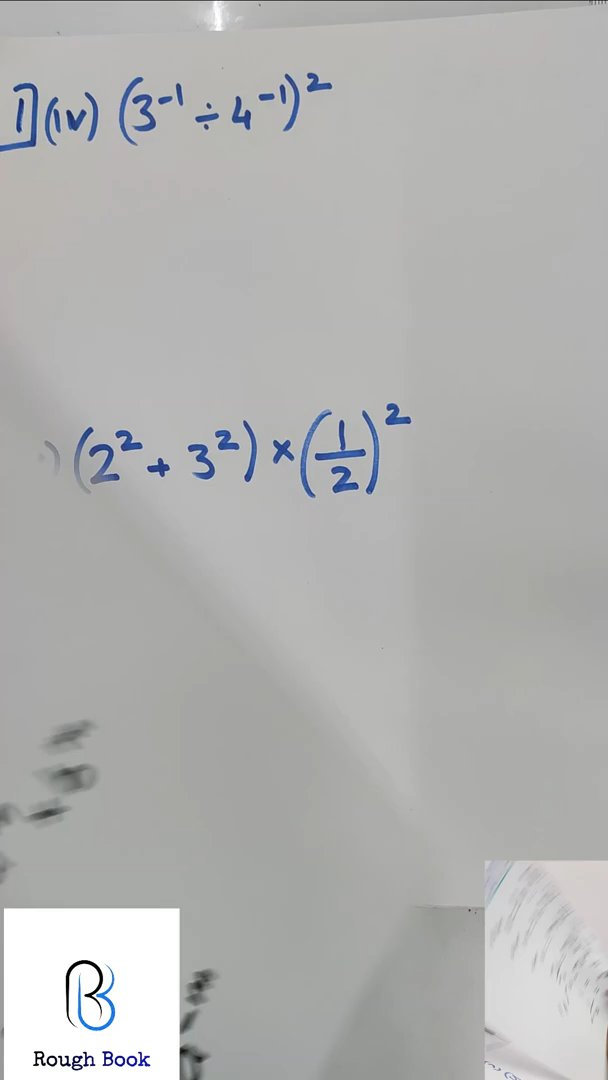 1] (iv) (3⁻¹ ÷ 4⁻¹)²
) (2² + 3²) × (1/2)²
Rough Book